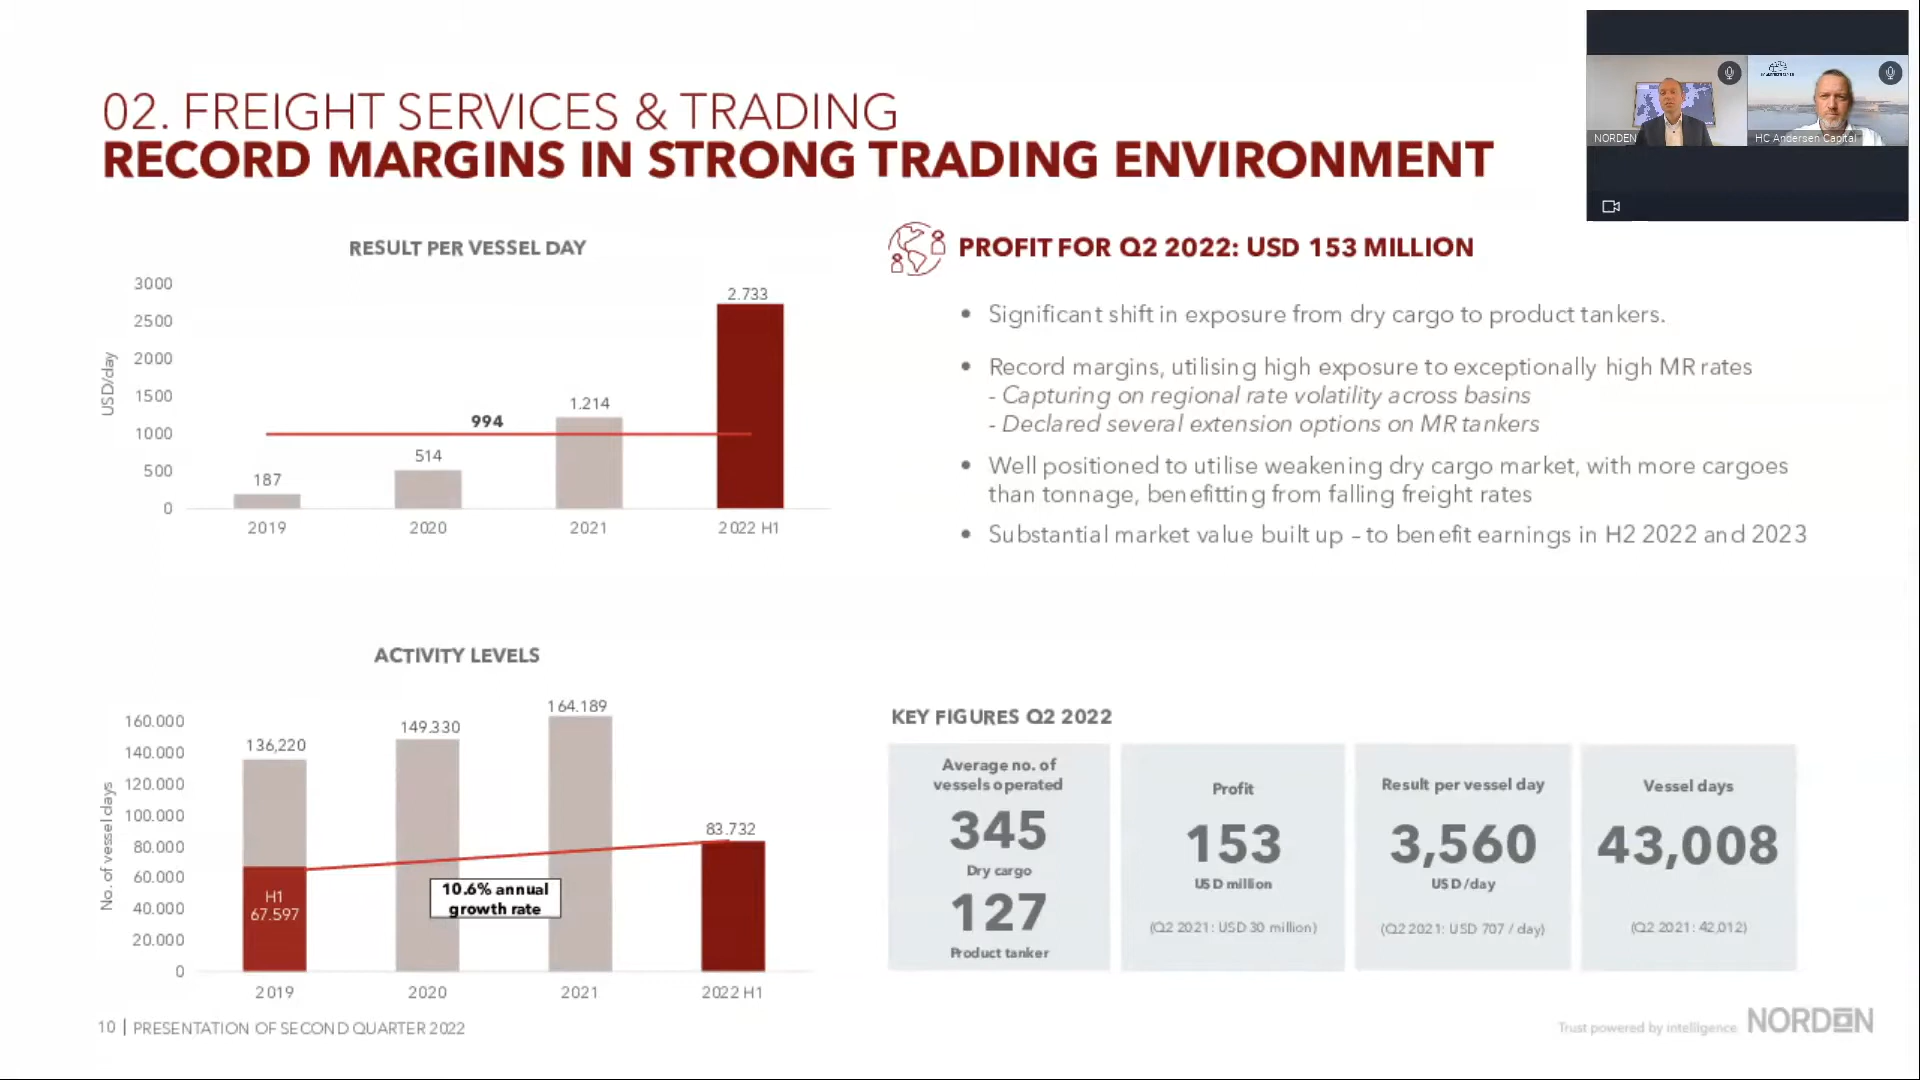 02. FREIGHT SERVICES & TRADING
RECORD MARGINS IN STRONG TRADING ENVIRONMENT
NORDEN
HC Andersen Capital
RESULT PER VESSEL DAY
USD/day
3000
2500
2000
1500
1000
500
0
187
514
994
1.214
2.733
2019
2020
2021
2022 H1
PROFIT FOR Q2 2022: USD 153 MILLION
• Significant shift in exposure from dry cargo to product tankers.
• Record margins, utilising high exposure to exceptionally high MR rates
- Capturing on regional rate volatility across basins
- Declared several extension options on MR tankers
• Well positioned to utilise weakening dry cargo market, with more cargoes
than tonnage, benefitting from falling freight rates
• Substantial market value built up – to benefit earnings in H2 2022 and 2023
ACTIVITY LEVELS
No. of vessel days
160.000
140.000
120.000
100.000
80.000
60.000
40.000
20.000
0
136,220
149.330
164.189
83.732
H1
67.597
10.6% annual
growth rate
2019
2020
2021
2022 H1
KEY FIGURES Q2 2022
Average no. of
vessels operated
345
Dry cargo
127
Product tanker
Profit
153
USD million
(Q2 2021: USD 30 million)
Result per vessel day
3,560
USD/day
(Q2 2021: USD 707 / day)
Vessel days
43,008
(Q2 2021: 42,012)
10 | PRESENTATION OF SECOND QUARTER 2022
Trust powered by intelligence
NORDEN